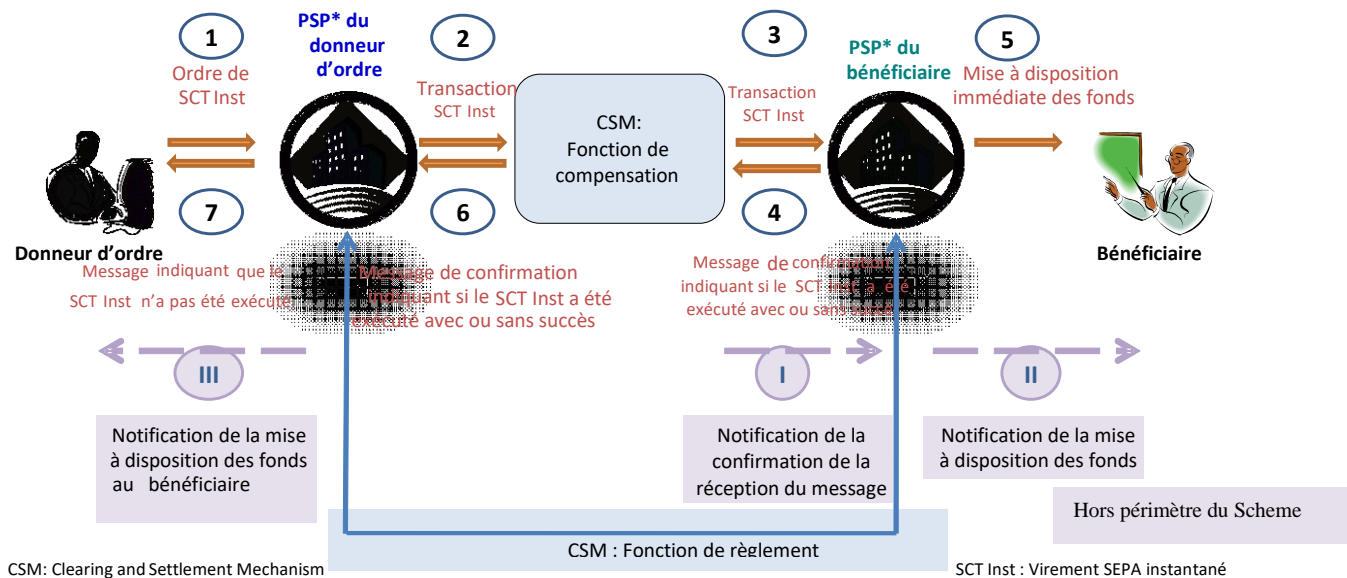 1
PSP* du
donneur
d’ordre
2
3
PSP* du
bénéficiaire
5
Ordre de
SCT Inst
Transaction
SCT Inst
CSM:
Fonction de
compensation
Transaction
SCT Inst
Mise à disposition
immédiate des fonds
7
6
4
Donneur d’ordre
Bénéficiaire
Message indiquant que le
SCT Inst n’a pas été exécuté
Message de confirmation
indiquant si le SCT Inst a été
exécuté avec ou sans succès
Message de confirmation
indiquant si le SCT Inst a été
exécuté avec ou sans succè
III
I
II
Notification de la mise
à disposition des fonds
au bénéficiaire
Notification de la
confirmation de la
réception du message
Notification de la mise
à disposition des fonds
Hors périmètre du Scheme
CSM : Fonction de règlement
CSM: Clearing and Settlement Mechanism
SCT Inst : Virement SEPA instantané